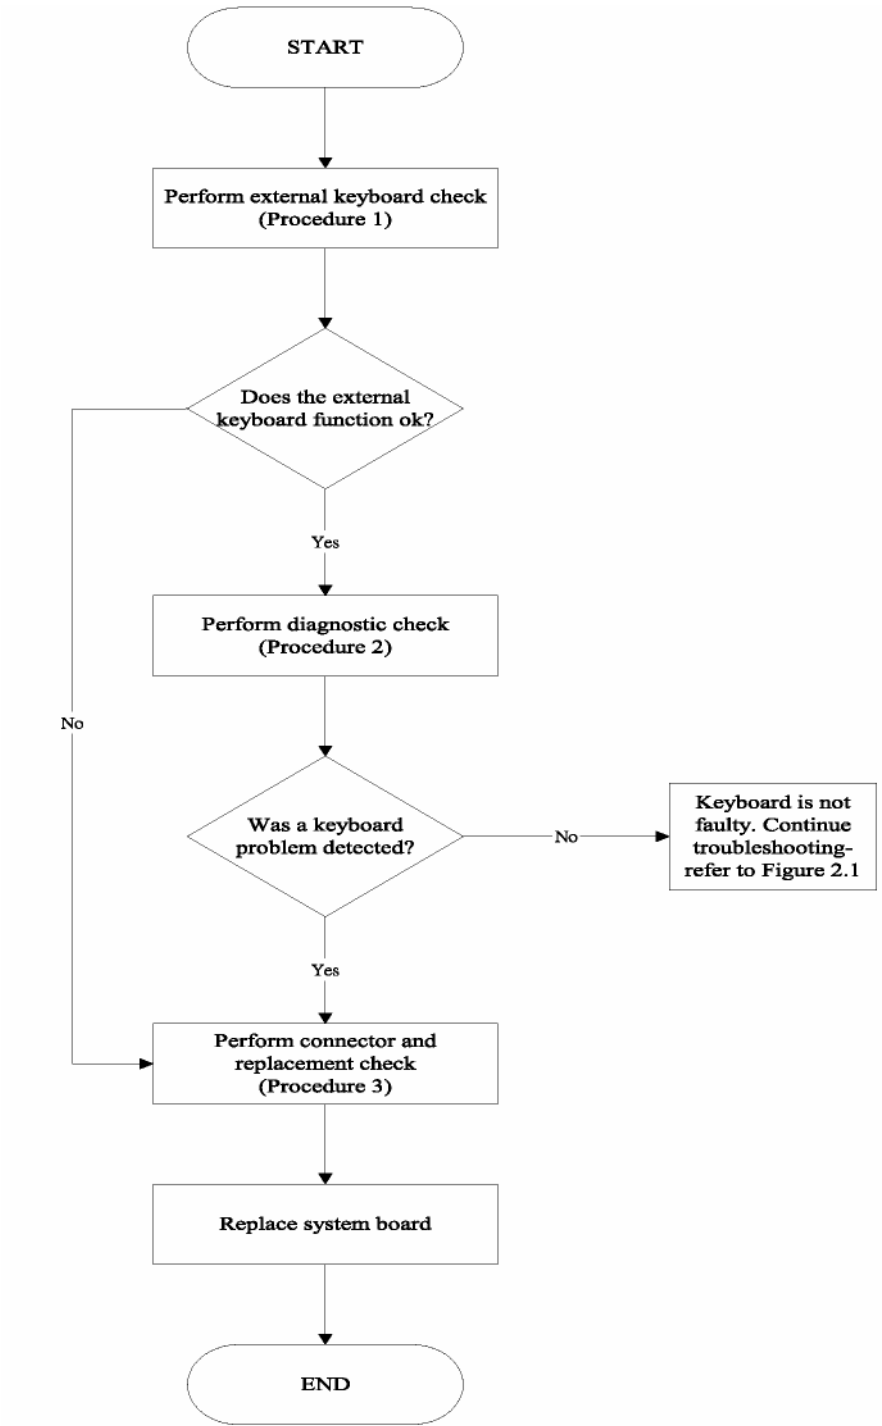 START
Perform external keyboard check
(Procedure 1)
Does the external
keyboard function ok?
Yes
Perform diagnostic check
(Procedure 2)
No
Was a keyboard
problem detected?
No
Keyboard is not
faulty. Continue
troubleshooting-
refer to Figure 2.1
Yes
Perform connector and
replacement check
(Procedure 3)
Replace system board
END